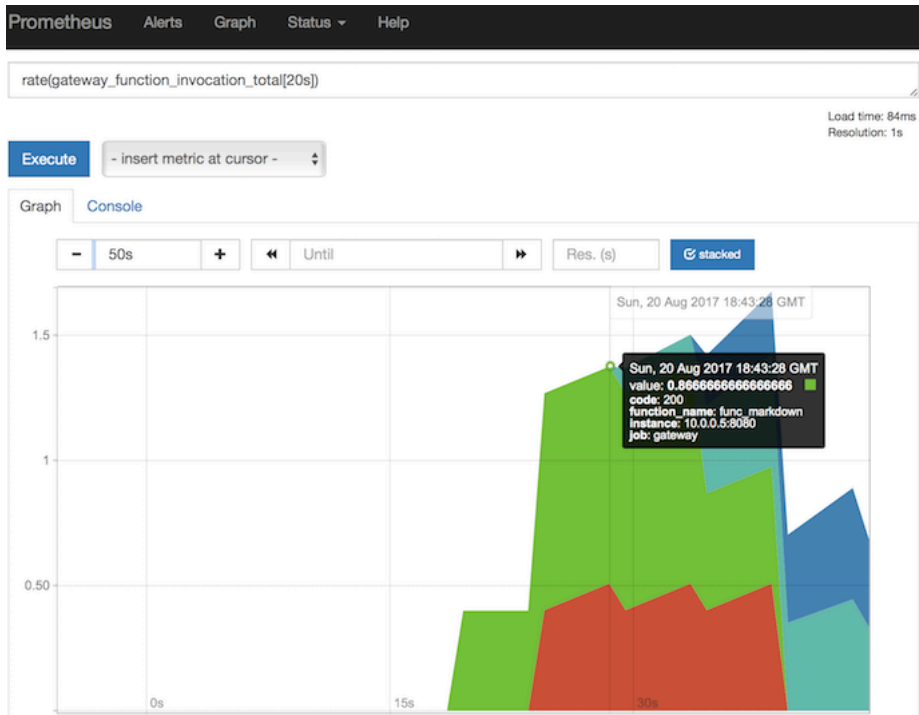 Prometheus Alerts Graph Status Help
rate(gateway_function_invocation_total[20s])
Load time: 84ms
Resolution: 1s
Execute - insert metric at cursor -
Graph Console
− 50s + Until Res. (s) stacked
Sun, 20 Aug 2017 18:43:28 GMT
1.5
Sun, 20 Aug 2017 18:43:28 GMT
value: 0.8666666666666666
code: 200
function_name: func_markdown
instance: 10.0.0.5:8080
job: gateway
1
0.50
0s 15s 30s